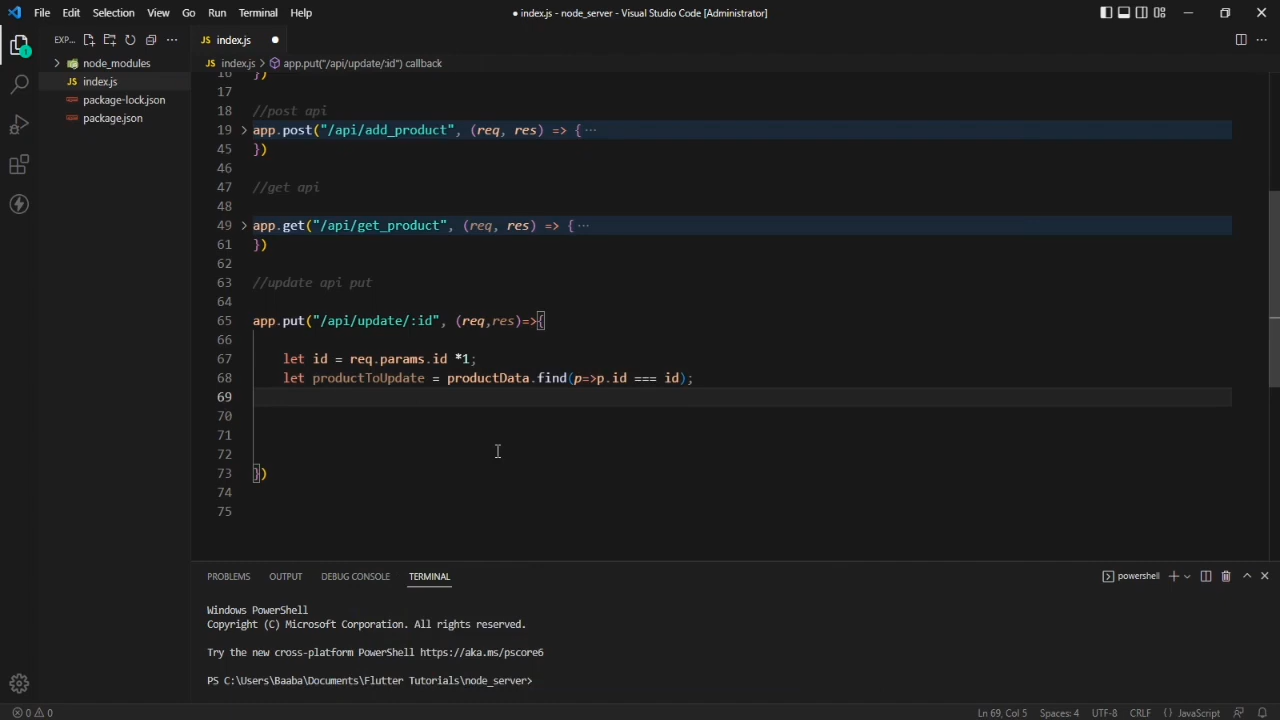 File Edit Selection View Go Run Terminal Help
● index.js - node_server - Visual Studio Code [Administrator]
EXP... ···
JS index.js ●
node_modules
JS index.js
package-lock.json
package.json
1
JS index.js > app.put("/api/update/:id") callback
16 })
17
18 //post api
19 app.post("/api/add_product", (req, res) => { ···
45 })
46
47 //get api
48
49 app.get("/api/get_product", (req, res) => { ···
61 })
62
63 //update api put
64
65 app.put("/api/update/:id", (req,res)=>{
66
67 let id = req.params.id *1;
68 let productToUpdate = productData.find(p=>p.id === id);
69
70
71
72
73 })
74
75
PROBLEMS OUTPUT DEBUG CONSOLE TERMINAL
powershell
Windows PowerShell
Copyright (C) Microsoft Corporation. All rights reserved.
Try the new cross-platform PowerShell https://aka.ms/pscore6
PS C:\Users\Baaba\Documents\Flutter Tutorials\node_server>
0 0 Ln 69, Col 5 Spaces: 4 UTF-8 CRLF {} JavaScript